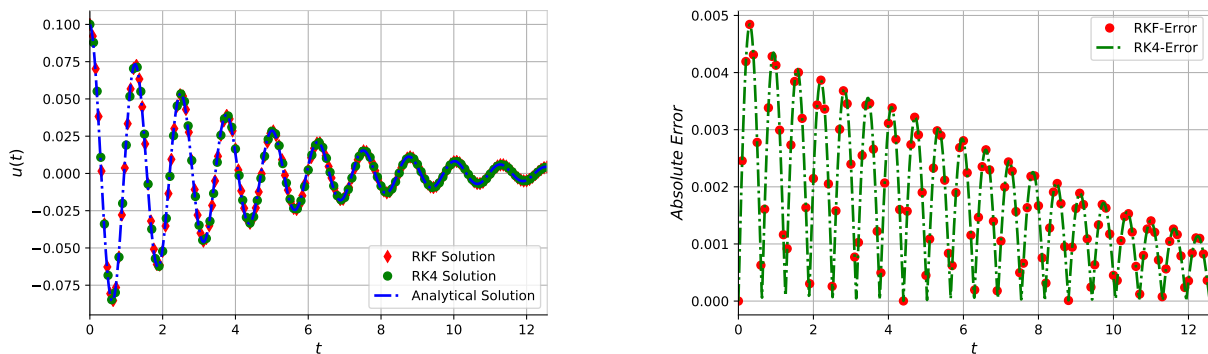 0.100
0.075
0.050
0.025
0.000
−0.025
−0.050
−0.075
u(t)
0 2 4 6 8 10 12
t
RKF Solution
RK4 Solution
Analytical Solution
0.005
0.004
0.003
0.002
0.001
0.000
Absolute Error
0 2 4 6 8 10 12
t
RKF-Error
RK4-Error